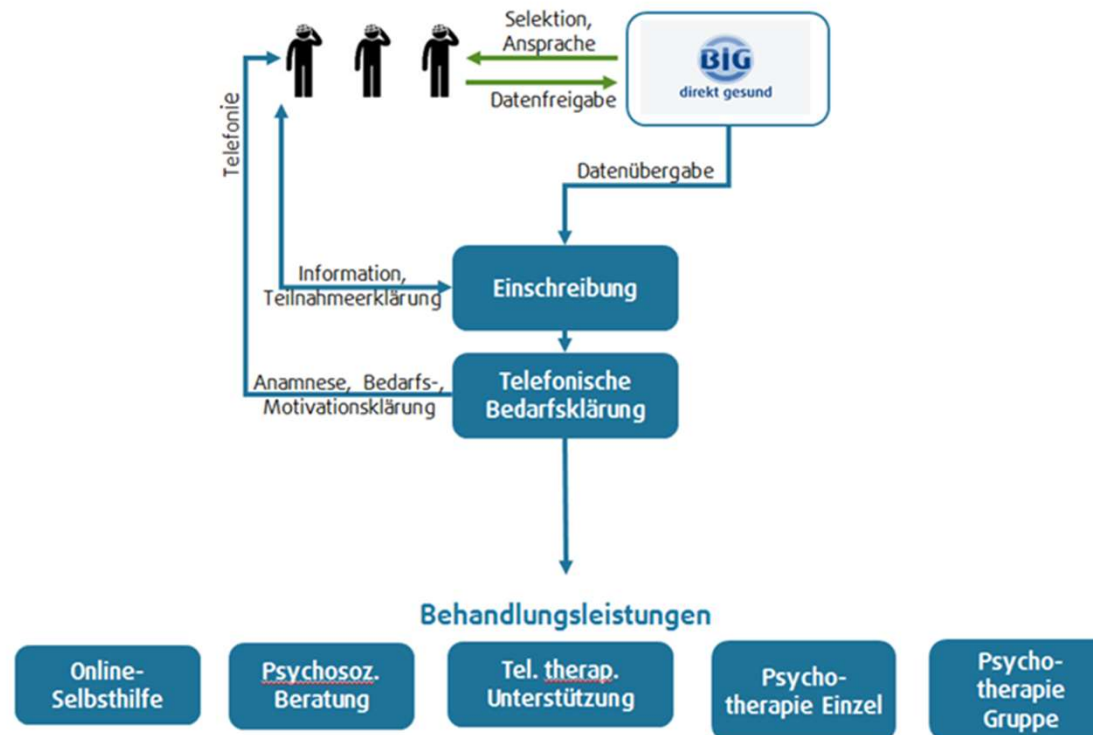 Selektion,
Ansprache
BIG
direkt gesund
Datenfreigabe
Telefonie
Datenübergabe
Information,
Teilnahmeerklärung
Einschreibung
Anamnese, Bedarfs-,
Motivationsklärung
Telefonische
Bedarfsklärung
Behandlungsleistungen
Online-
Selbsthilfe
Psychosoz.
Beratung
Tel. therap.
Unterstützung
Psycho-
therapie Einzel
Psycho-
therapie
Gruppe